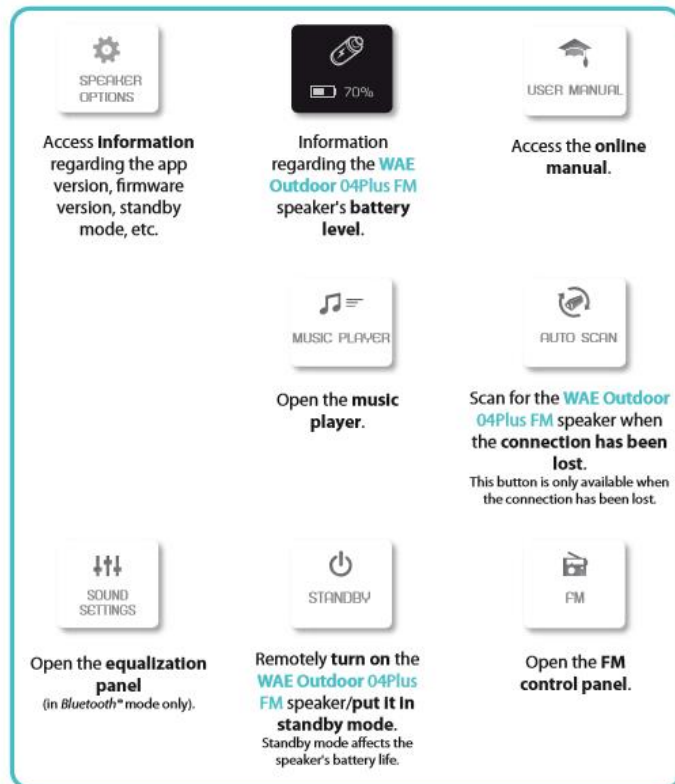 SPEAKER
OPTIONS
Access information
regarding the app
version, firmware
version, standby
mode, etc.
70%
Information
regarding the WAE
Outdoor 04Plus FM
speaker's battery
level.
USER MANUAL
Access the online
manual.
MUSIC PLAYER
Open the music
player.
AUTO SCAN
Scan for the WAE Outdoor
04Plus FM speaker when
the connection has been
lost.
This button is only available when
the connection has been lost.
SOUND
SETTINGS
Open the equalization
panel
(in Bluetooth® mode only).
STANDBY
Remotely turn on the
WAE Outdoor 04Plus
FM speaker/put it in
standby mode.
Standby mode affects the
speaker's battery life.
FM
Open the FM
control panel.